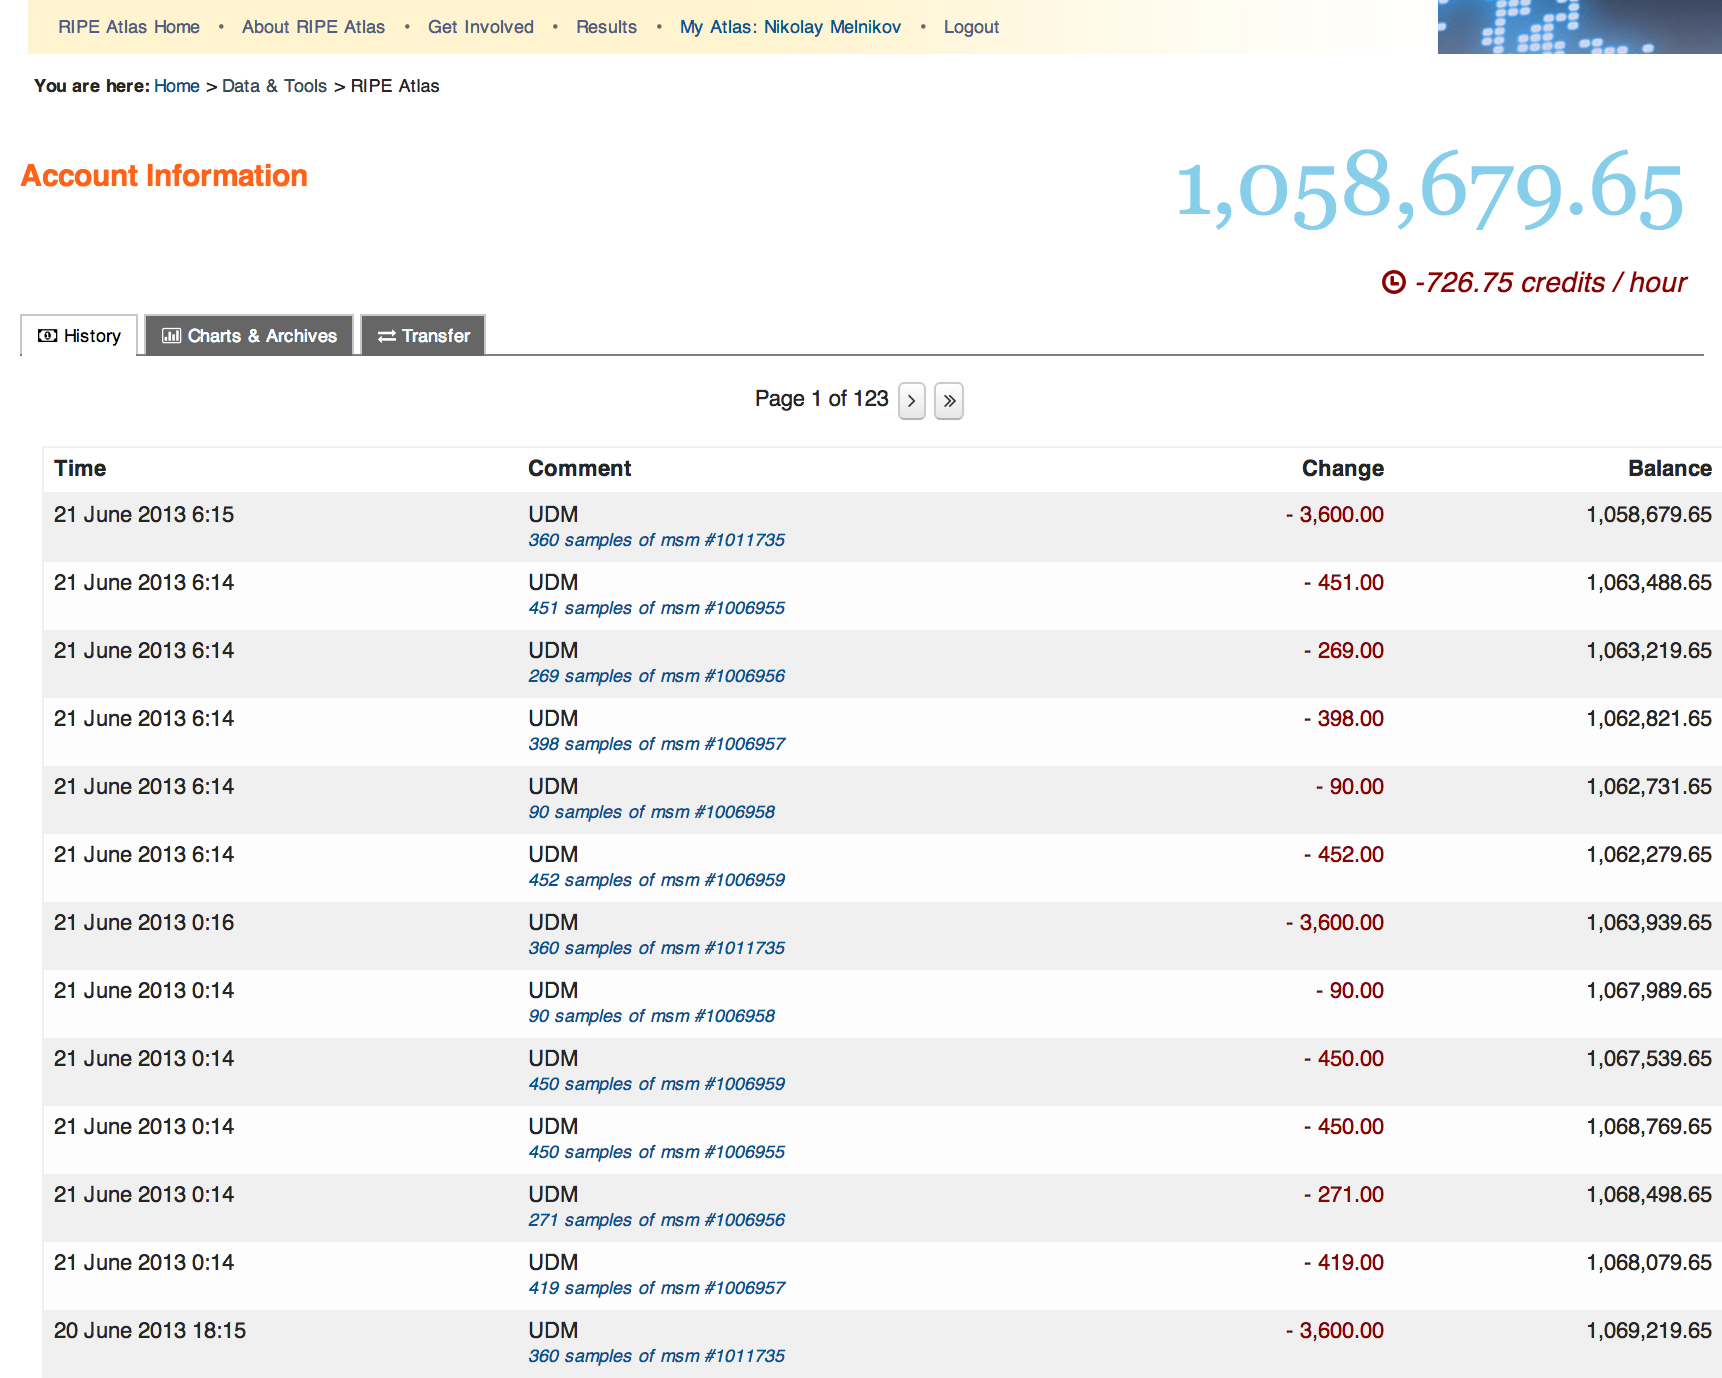 RIPE Atlas Home • About RIPE Atlas • Get Involved • Results • My Atlas: Nikolay Melnikov • Logout
You are here: Home > Data & Tools > RIPE Atlas
Account Information
1,058,679.65
-726.75 credits / hour
History Charts & Archives Transfer
Page 1 of 123 > »
Time Comment Change Balance
21 June 2013 6:15 UDM - 3,600.00 1,058,679.65
360 samples of msm #1011735
21 June 2013 6:14 UDM - 451.00 1,063,488.65
451 samples of msm #1006955
21 June 2013 6:14 UDM - 269.00 1,063,219.65
269 samples of msm #1006956
21 June 2013 6:14 UDM - 398.00 1,062,821.65
398 samples of msm #1006957
21 June 2013 6:14 UDM - 90.00 1,062,731.65
90 samples of msm #1006958
21 June 2013 6:14 UDM - 452.00 1,062,279.65
452 samples of msm #1006959
21 June 2013 0:16 UDM - 3,600.00 1,063,939.65
360 samples of msm #1011735
21 June 2013 0:14 UDM - 90.00 1,067,989.65
90 samples of msm #1006958
21 June 2013 0:14 UDM - 450.00 1,067,539.65
450 samples of msm #1006959
21 June 2013 0:14 UDM - 450.00 1,068,769.65
450 samples of msm #1006955
21 June 2013 0:14 UDM - 271.00 1,068,498.65
271 samples of msm #1006956
21 June 2013 0:14 UDM - 419.00 1,068,079.65
419 samples of msm #1006957
20 June 2013 18:15 UDM - 3,600.00 1,069,219.65
360 samples of msm #1011735